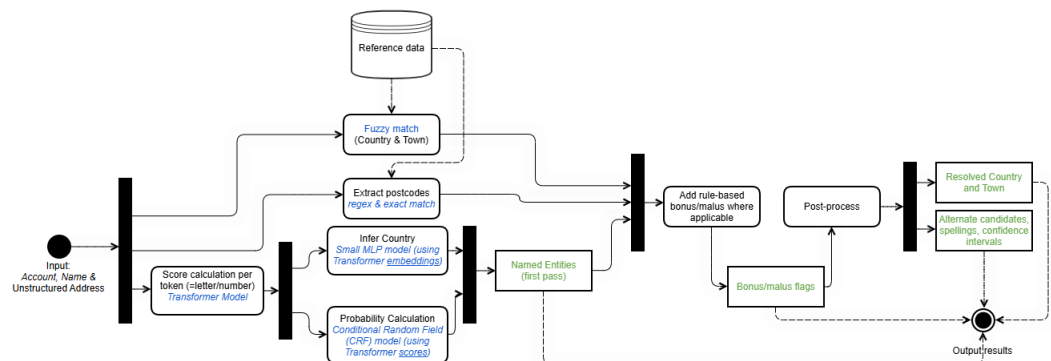 Reference data
Fuzzy match
(Country & Town)
Extract postcodes
regex & exact match
Input:
Account, Name &
Unstructured Address
Score calculation per
token (=letter/number)
Transformer Model
Infer Country
Small MLP model (using
Transformer embeddings)
Probability Calculation
Conditional Random Field
(CRF) model (using
Transformer scores)
Named Entities
(first pass)
Add rule-based
bonus/malus where
applicable
Bonus/malus flags
Post-process
Resolved Country
and Town
Alternate candidates,
spellings, confidence
intervals
Output results